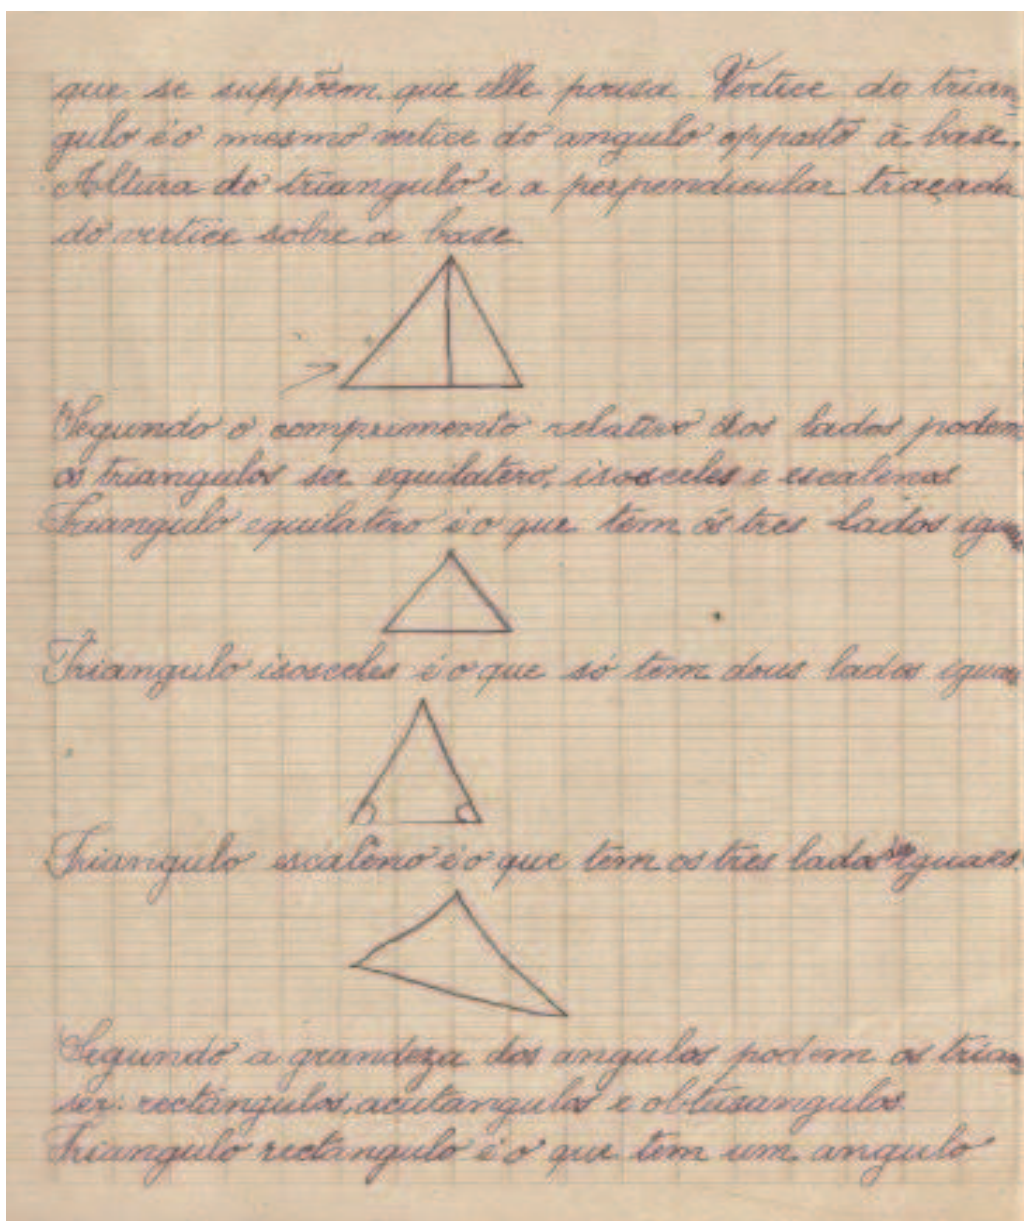 que se suppõem que elle pousa. Vertice do trian
gulo é o mesmo vertice do angulo opposto á base.
Altura do triangulo e a perpendicular traçada
do vertice sobre a base.
Segundo o comprimento relativo dos lados podem
os triangulos ser equilatero, isosceles e escalenos
Triangulo equilatero é o que tem os tres lados iguaes
Triangulo isosceles é o que só tem dous lados iguaes
Triangulo escaleno é o que tem os tres lados iguaes.
Segundo a grandeza dos angulos podem os trian
ser rectangulos, acutangulos e obtusangulos.
Triangulo rectangulo é o que tem um angulo